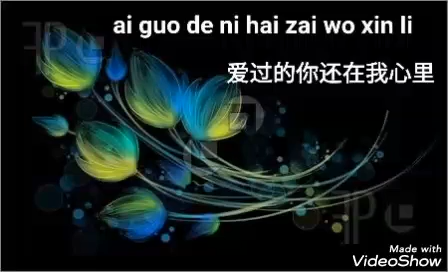 ai guo de ni hai zai wo xin li
爱过的你还在我心里
Made with
VideoShow